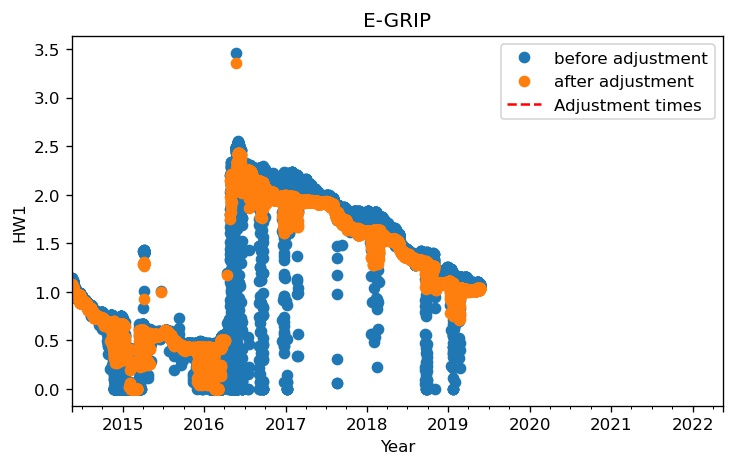 E-GRIP
before adjustment
after adjustment
Adjustment times
3.5
3.0
2.5
2.0
1.5
1.0
0.5
0.0
HW1
2015 2016 2017 2018 2019 2020 2021 2022
Year